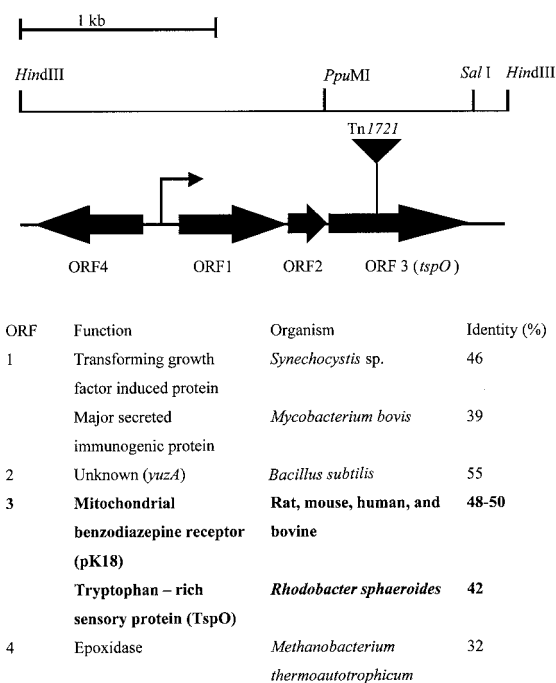 1 kb
HindIII PpuMI Sal I HindIII
Tn1721
ORF4 ORF1 ORF2 ORF 3 (tspO)
ORF Function Organism Identity (%)
1 Transforming growth Synechocystis sp. 46
factor induced protein
Major secreted Mycobacterium bovis 39
immunogenic protein
2 Unknown (yuzA) Bacillus subtilis 55
3 Mitochondrial Rat, mouse, human, and 48-50
benzodiazepine receptor bovine
(pK18)
Tryptophan – rich Rhodobacter sphaeroides 42
sensory protein (TspO)
4 Epoxidase Methanobacterium 32
thermoautotrophicum